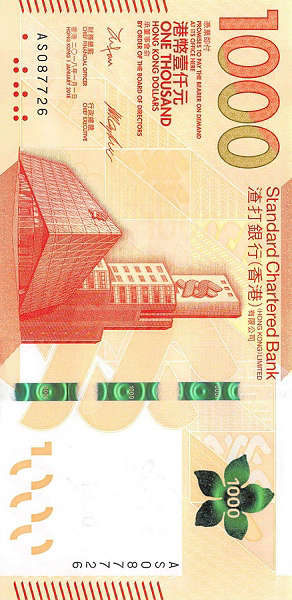 1000
憑票祈付
PROMISES TO PAY THE BEARER ON DEMAND
AT ITS OFFICE HERE
港幣壹仟元
ONE THOUSAND
HONG KONG DOLLARS
承董事會命
BY ORDER OF THE BOARD OF DIRECTORS
財務總監
CHIEF FINANCIAL OFFICER
行政總裁
CHIEF EXECUTIVE
香港二〇一八年一月一日
HONG KONG 1 JANUARY 2018
AS087726
Standard Chartered Bank
(HONG KONG) LIMITED
渣打銀行(香港)有限公司
1000
1000
1000
AS087726